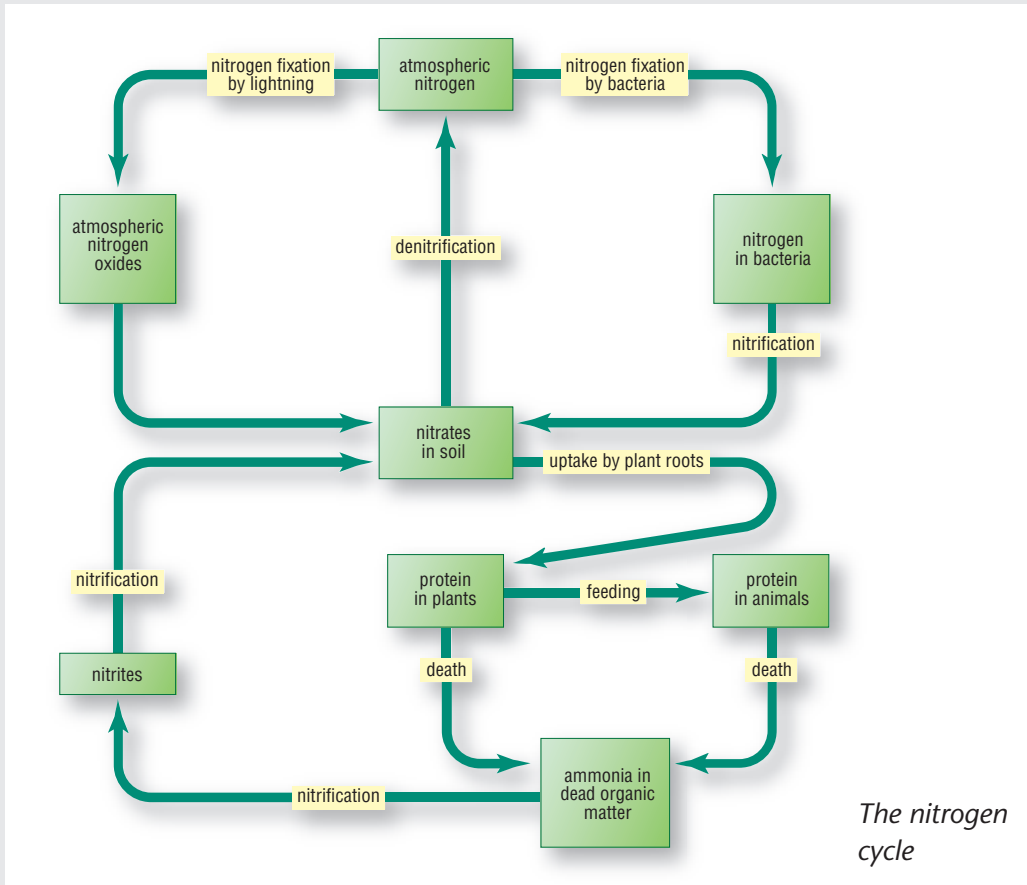 nitrogen fixation
by lightning
atmospheric
nitrogen
nitrogen fixation
by bacteria
atmospheric
nitrogen
oxides
denitrification
nitrogen
in bacteria
nitrification
nitrates
in soil
uptake by plant roots
nitrification
protein
in plants
feeding
protein
in animals
nitrites
death
death
nitrification
ammonia in
dead organic
matter
The nitrogen
cycle